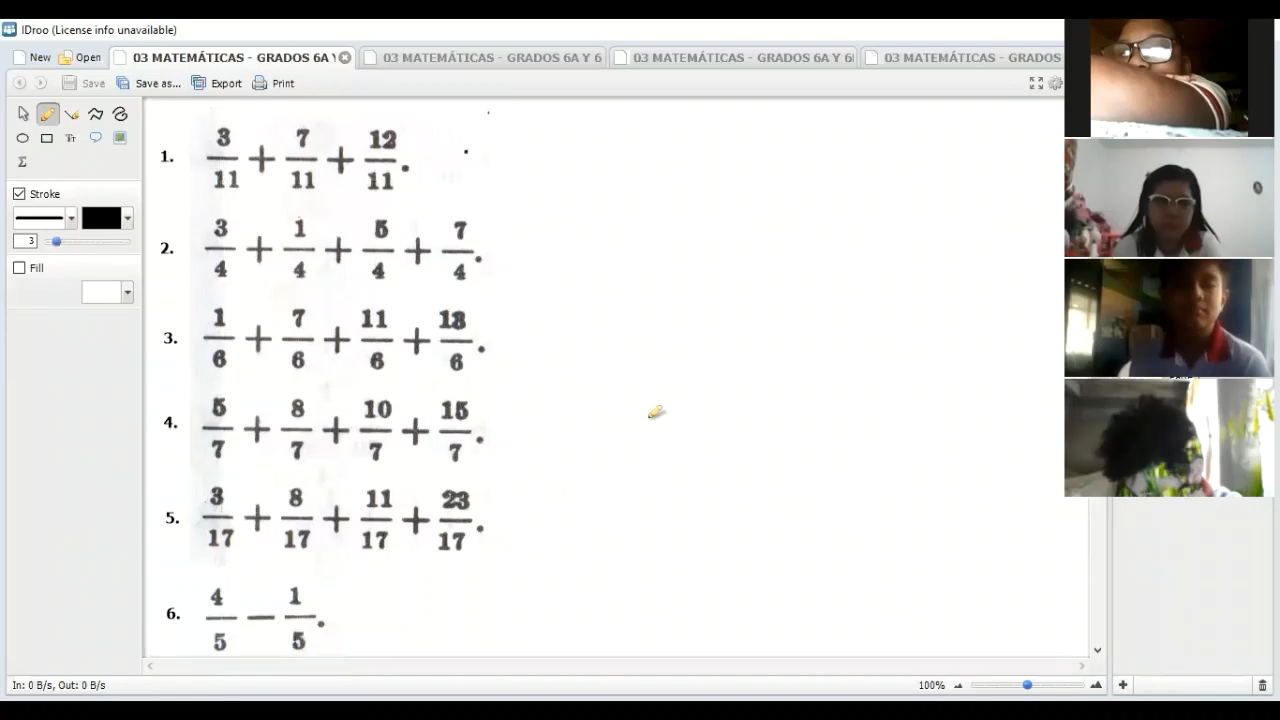 IDroo (License info unavailable)
New Open 03 MATEMÁTICAS - GRADOS 6A Y 03 MATEMÁTICAS - GRADOS 6A Y 6 03 MATEMÁTICAS - GRADOS 6A Y 6 03 MATEMÁTICAS - GRADOS
Save Save as... Export Print
Tr
Σ
Stroke
3
Fill
1. 3/11 + 7/11 + 12/11.
2. 3/4 + 1/4 + 5/4 + 7/4.
3. 1/6 + 7/6 + 11/6 + 13/6.
4. 5/7 + 8/7 + 10/7 + 15/7.
5. 3/17 + 8/17 + 11/17 + 23/17.
6. 4/5 − 1/5.
In: 0 B/s, Out: 0 B/s 100%